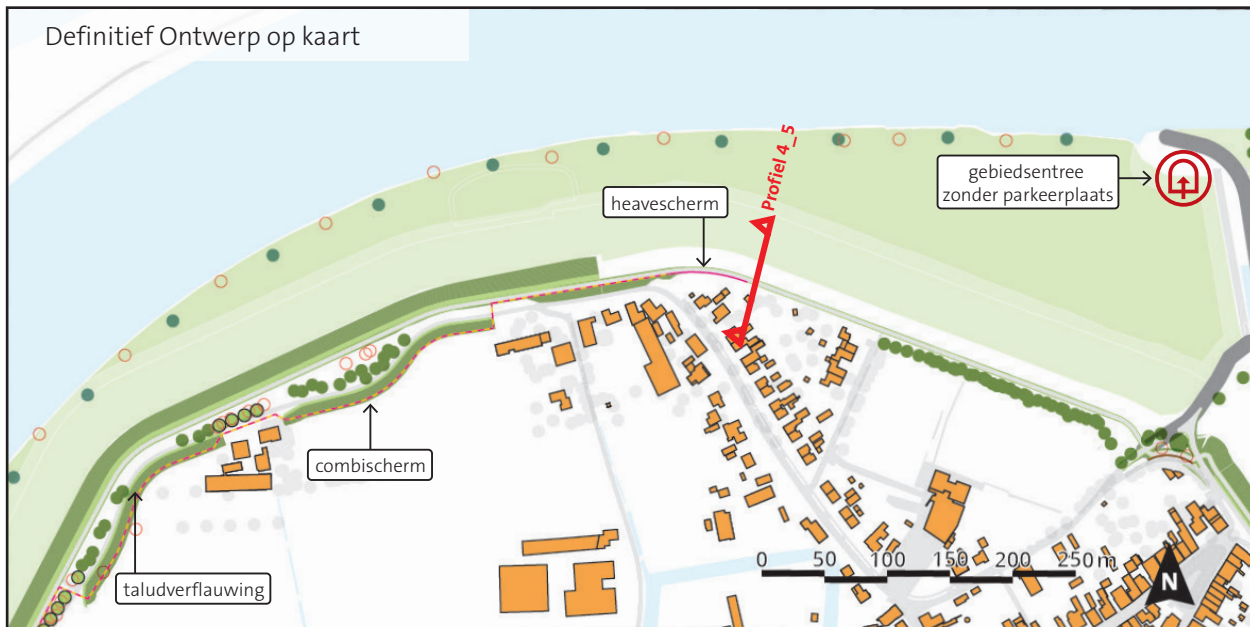 Definitief Ontwerp op kaart
Profiel 4_5
gebiedsentree
zonder parkeerplaats
heavescherm
combischerm
taludverflauwing
0 50 100 150 200 250 m
N